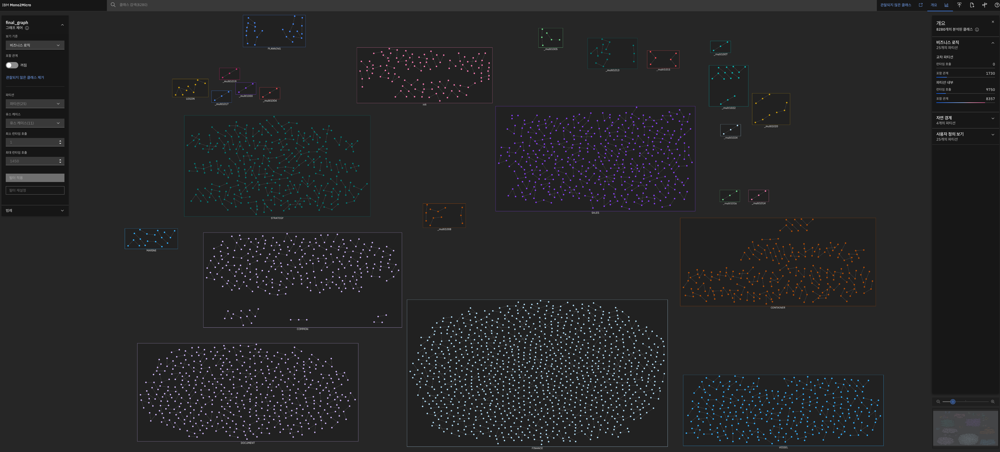 IBM Mono2Micro
클래스 검색(8280)
관찰되지 않은 클래스
개요
final_graph
그래프 제어
보기 기준
비즈니스 로직
포함 관계
꺼짐
관찰되지 않은 클래스 제거
파티션
파티션(25)
유스 케이스
유스 케이스(11)
최소 런타임 호출
1
최대 런타임 호출
1450
필터 적용
필터 재설정
범례
PLANNING
_multi1005
_multi1007
_multi1013
_multi1015
_multi1019
_multi1000
LOGON
_multi1004
_multi1017
HR
_multi1022
_multi1020
_multi1024
_multi1016
_multi1014
SALES
STRATEGY
_multi1008
MARINE
CONTAINER
COMMON
DOCUMENT
FINANCE
VESSEL
개요
8280개의 분석된 클래스
비즈니스 로직
25개의 파티션
교차 파티션
런타임 호출 0
포함 관계 1730
파티션 내부
런타임 호출 9750
포함 관계 8357
자연 경계
4개의 파티션
사용자 정의 보기
25개의 파티션